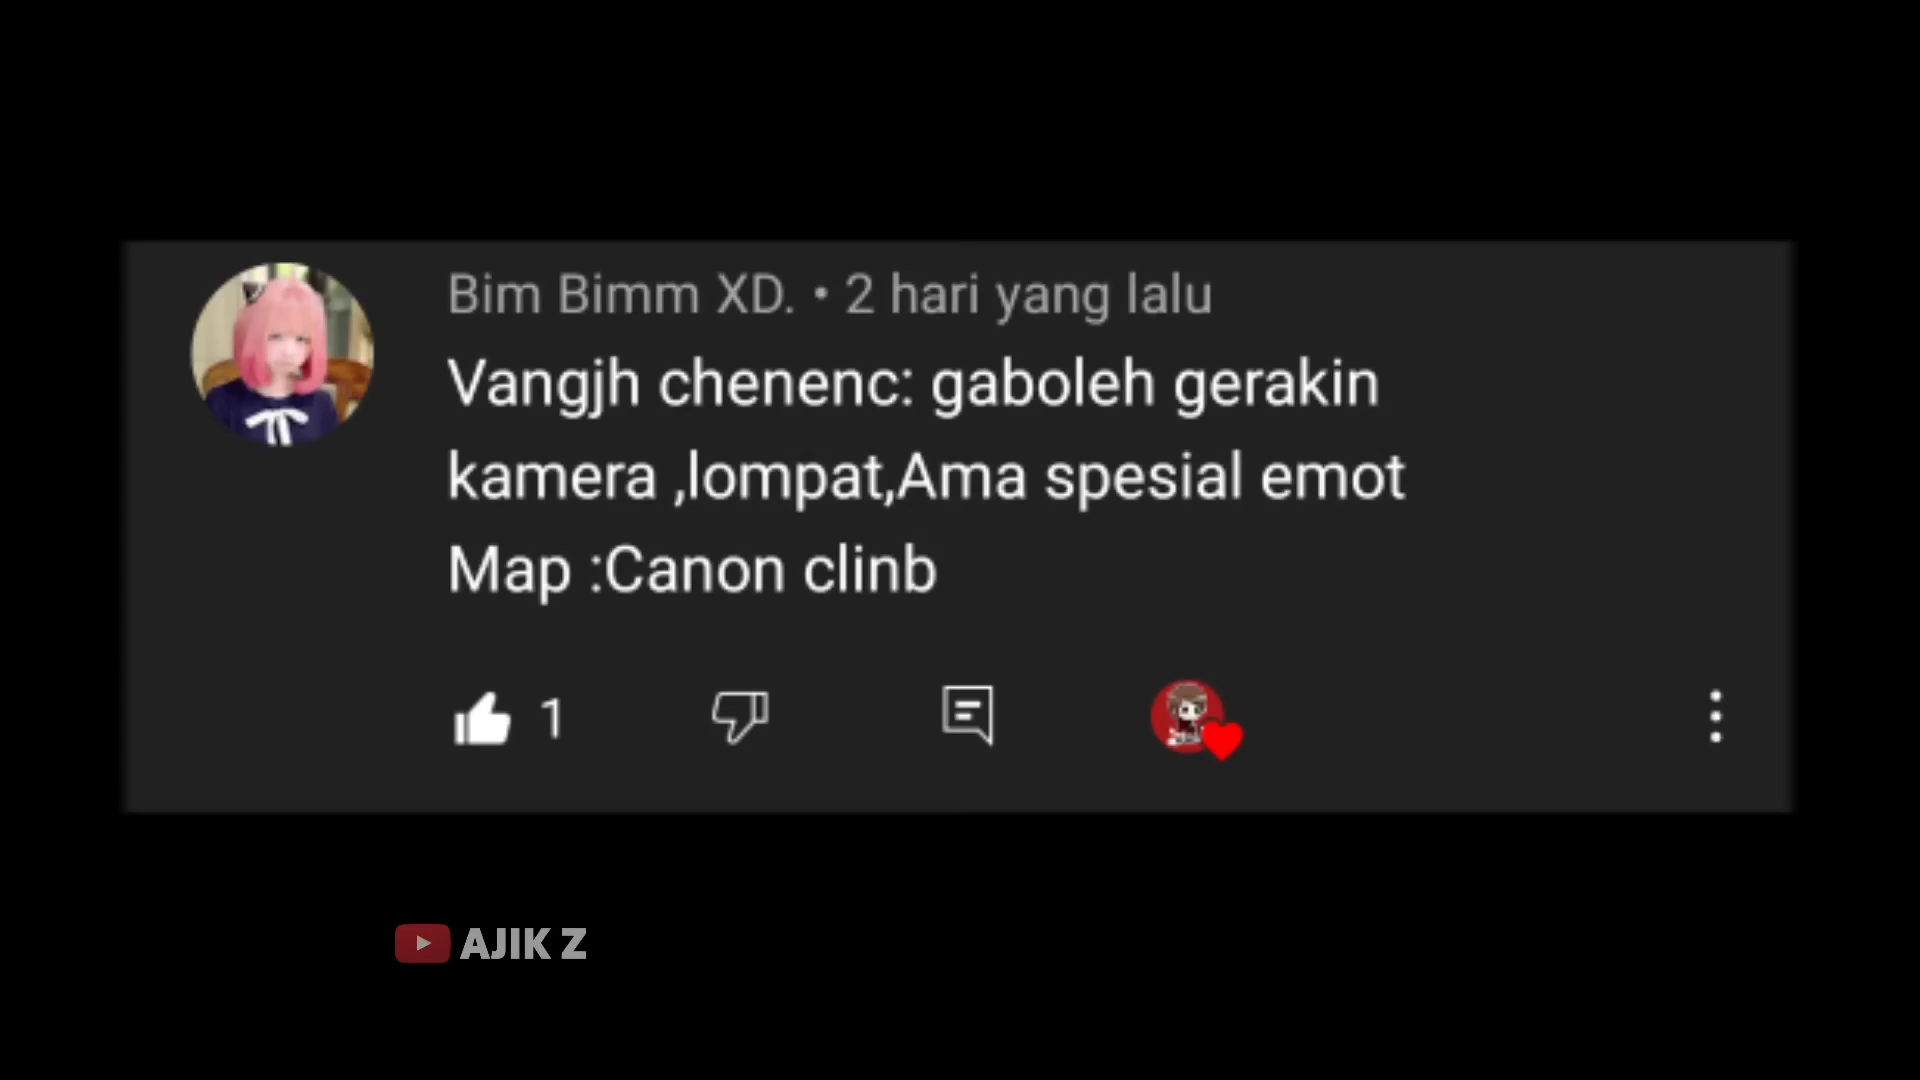 Bim Bimm XD. • 2 hari yang lalu
Vangjh chenenc: gaboleh gerakin
kamera ,lompat,Ama spesial emot
Map :Canon clinb
1
AJIK Z